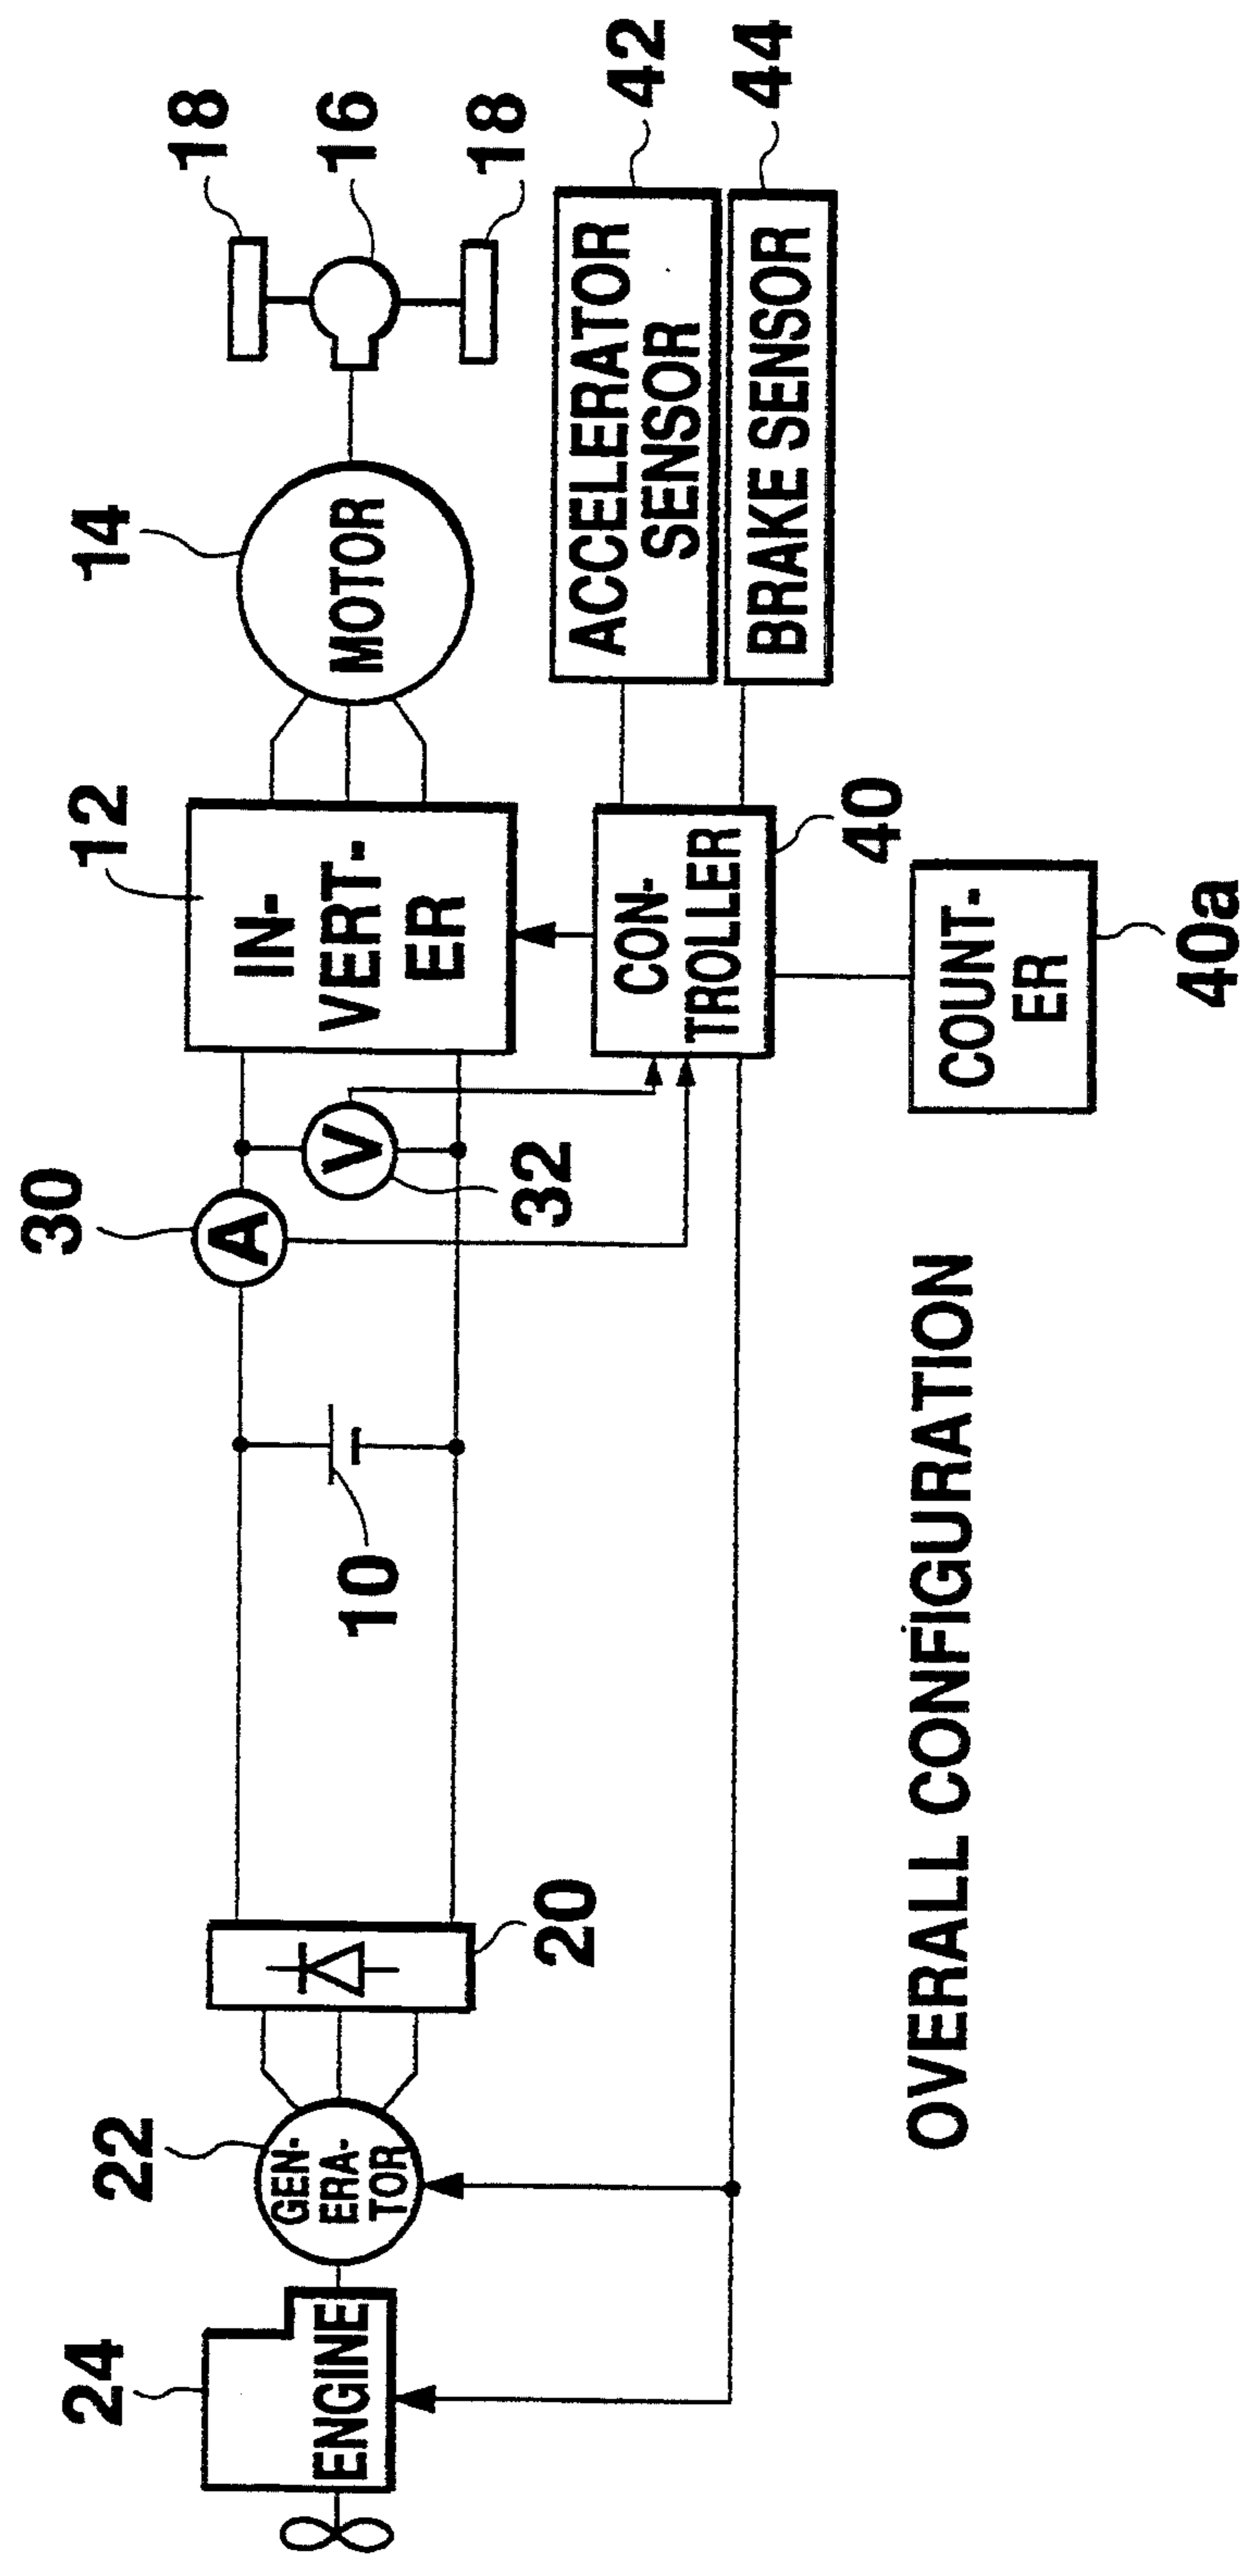 18
16
18
14
MOTOR
12
IN-
VERT-
ER
42
ACCELERATOR
SENSOR
44
BRAKE SENSOR
CON-
TROLLER
40
COUNT-
ER
40a
30
A
V
32
10
20
22
GEN-
ERA-
TOR
24
ENGINE
OVERALL CONFIGURATION